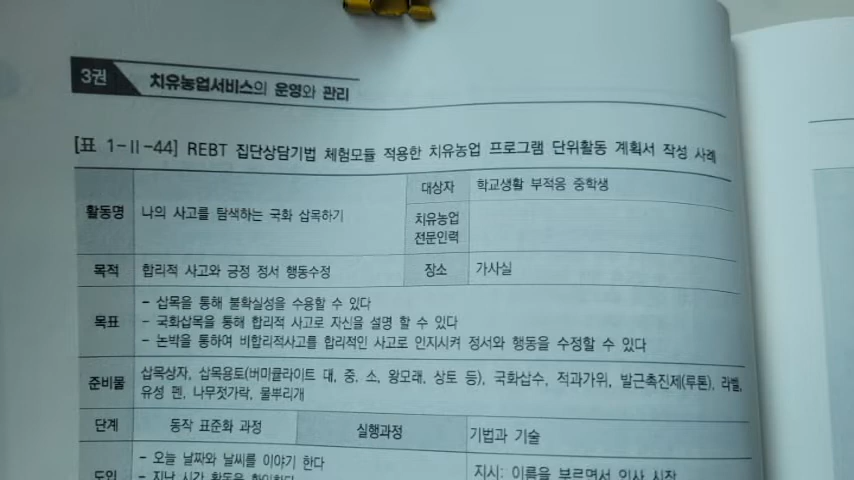 3권 치유농업서비스의 운영와 관리
[표 1-Ⅱ-44] REBT 집단상담기법 체험모듈 적용한 치유농업 프로그램 단위활동 계획서 작성 사례
활동명 나의 사고를 탐색하는 국화 삽목하기 대상자 학교생활 부적응 중학생
치유농업
전문인력
목적 합리적 사고와 긍정 정서 행동수정 장소 가사실
목표 - 삽목을 통해 불확실성을 수용할 수 있다
- 국화삽목을 통해 합리적 사고로 자신을 설명 할 수 있다
- 논박을 통하여 비합리적사고를 합리적인 사고로 인지시켜 정서와 행동을 수정할 수 있다
준비물 삽목상자, 삽목용토(버미큘라이트 대, 중, 소, 왕모래, 상토 등), 국화삽수, 적과가위, 발근촉진제(루톤), 라벨,
유성 펜, 나무젓가락, 물뿌리개
단계 동작 표준화 과정 실행과정 기법과 기술
도입 - 오늘 날짜와 날씨를 이야기 한다
- 지난 시간 활동을 지시: 이름을 부르면서 인사 시작